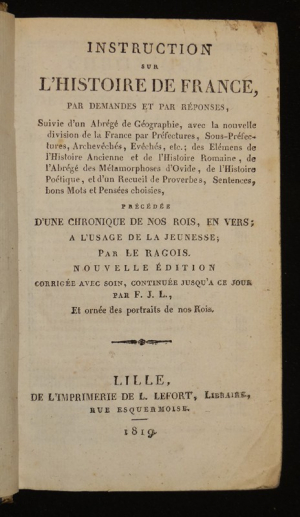 INSTRUCTION
SUR
L'HISTOIRE DE FRANCE,
PAR DEMANDES ET PAR RÉPONSES,
Suivie d'un Abrégé de Géographie, avec la nouvelle
division de la France par Préfectures, Sous-Préfec-
tures, Archevêchés, Evêchés, etc.; des Elémens de
l'Histoire Ancienne et de l'Histoire Romaine, de
l'Abrégé des Métamorphoses d'Ovide, de l'Histoire
Poétique, et d'un Recueil de Proverbes, Sentences,
bons Mots et Pensées choisies,
PRÉCÉDÉE
D'UNE CHRONIQUE DE NOS ROIS, EN VERS;
A L'USAGE DE LA JEUNESSE;
PAR LE RAGOIS.
NOUVELLE ÉDITION
CORRIGÉE AVEC SOIN, CONTINUÉE JUSQU'A CE JOUR
PAR F. J. L.,
Et ornée des portraits de nos Rois.
LILLE,
DE L'IMPRIMERIE DE L. LEFORT, LIBRAIRE,
RUE ESQUERMOISE.
1819.